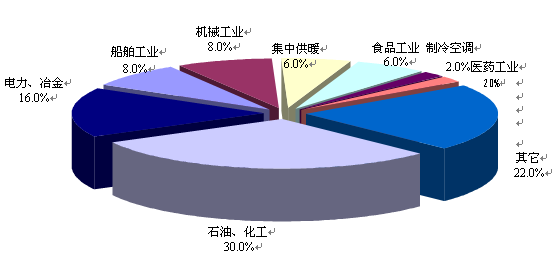 机械工业↵
8.0%↵
船舶工业↵
8.0%↵
集中供暖↵
6.0%↵
食品工业↵
6.0%↵
制冷空调↵
2.0%医药工业↵
2.0%↵
电力、冶金↵
16.0%↵
↵
↵
↵
↵
↵
其它↵
22.0%↵
石油、化工↵
30.0%↵